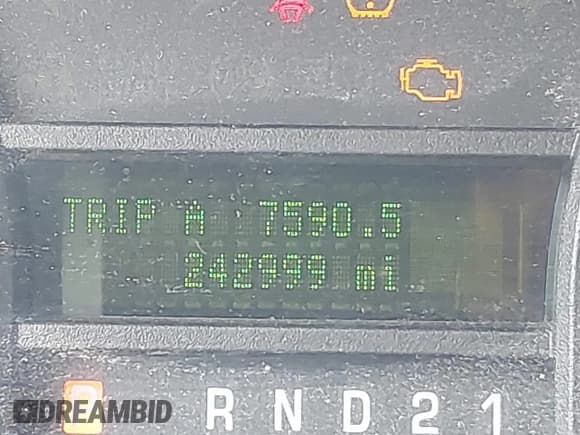 TRIP A 7590.5
242999 mi
P R N D 2 1
DREAMBID